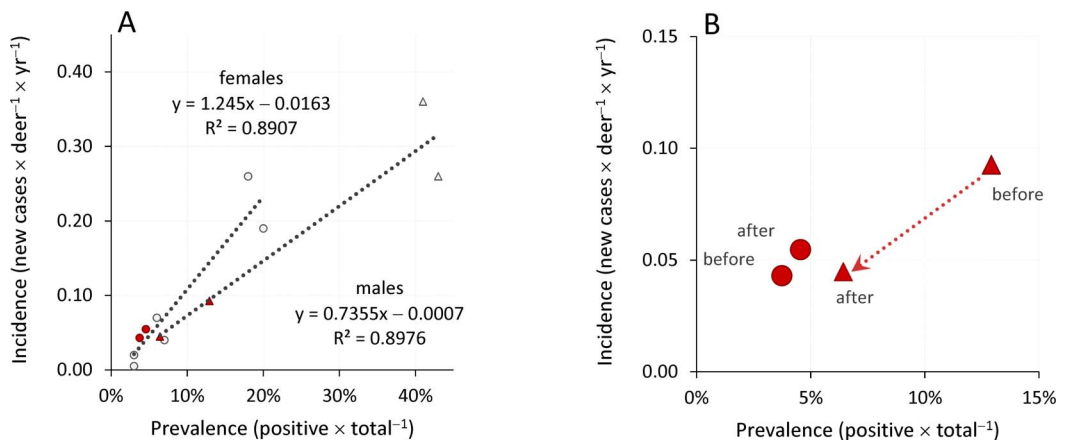 A
Incidence (new cases × deer⁻¹ × yr⁻¹)
0.40
0.30
0.20
0.10
0.00
females
y = 1.245x − 0.0163
R² = 0.8907
males
y = 0.7355x − 0.0007
R² = 0.8976
0% 10% 20% 30% 40%
Prevalence (positive × total⁻¹)
B
Incidence (new cases × deer⁻¹ × yr⁻¹)
0.15
0.10
0.05
0.00
before
after
before
after
0% 5% 10% 15%
Prevalence (positive × total⁻¹)